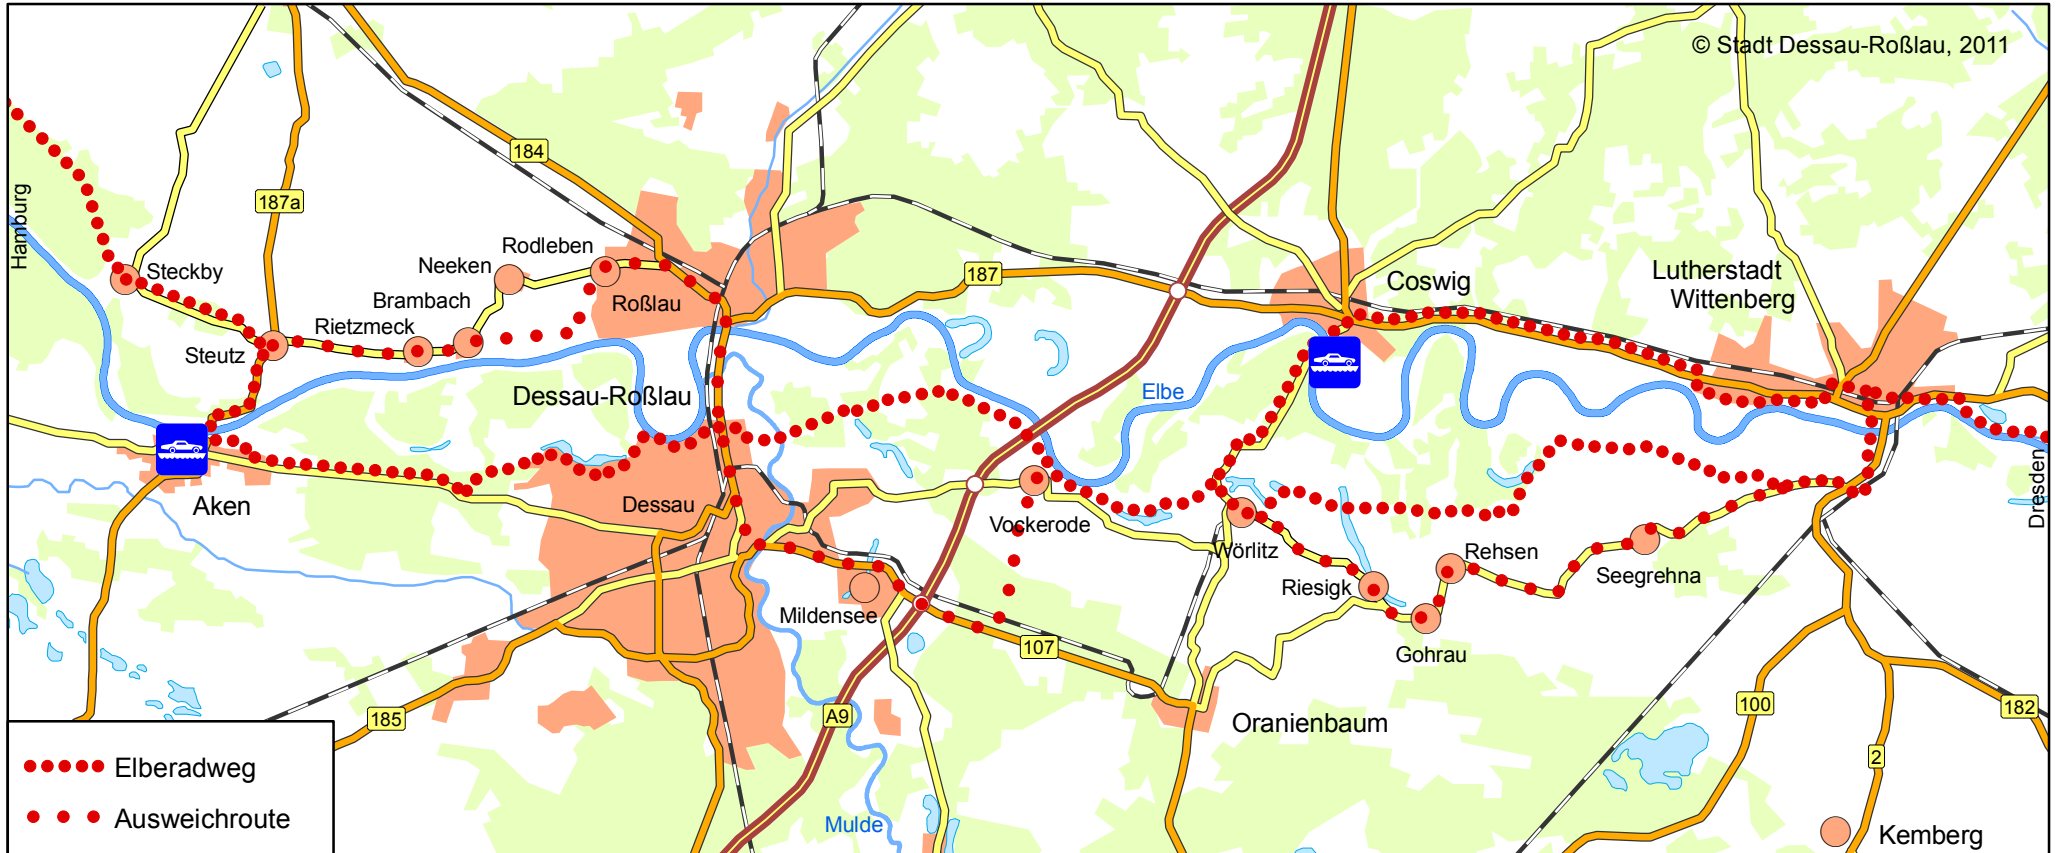 © Stadt Dessau-Roßlau, 2011
184
187a
Hamburg
Steckby
Neeken
Rodleben
Brambach
Roßlau
187
Coswig
Lutherstadt
Wittenberg
Rietzmeck
Steutz
Dessau-Roßlau
Elbe
Aken
Dessau
Vockerode
Wörlitz
Rehsen
Riesigk
Seegrehna
Dresden
Mildensee
107
Gohrau
185
A9
Oranienbaum
100
182
2
Elberadweg
Ausweichroute
Mulde
Kemberg